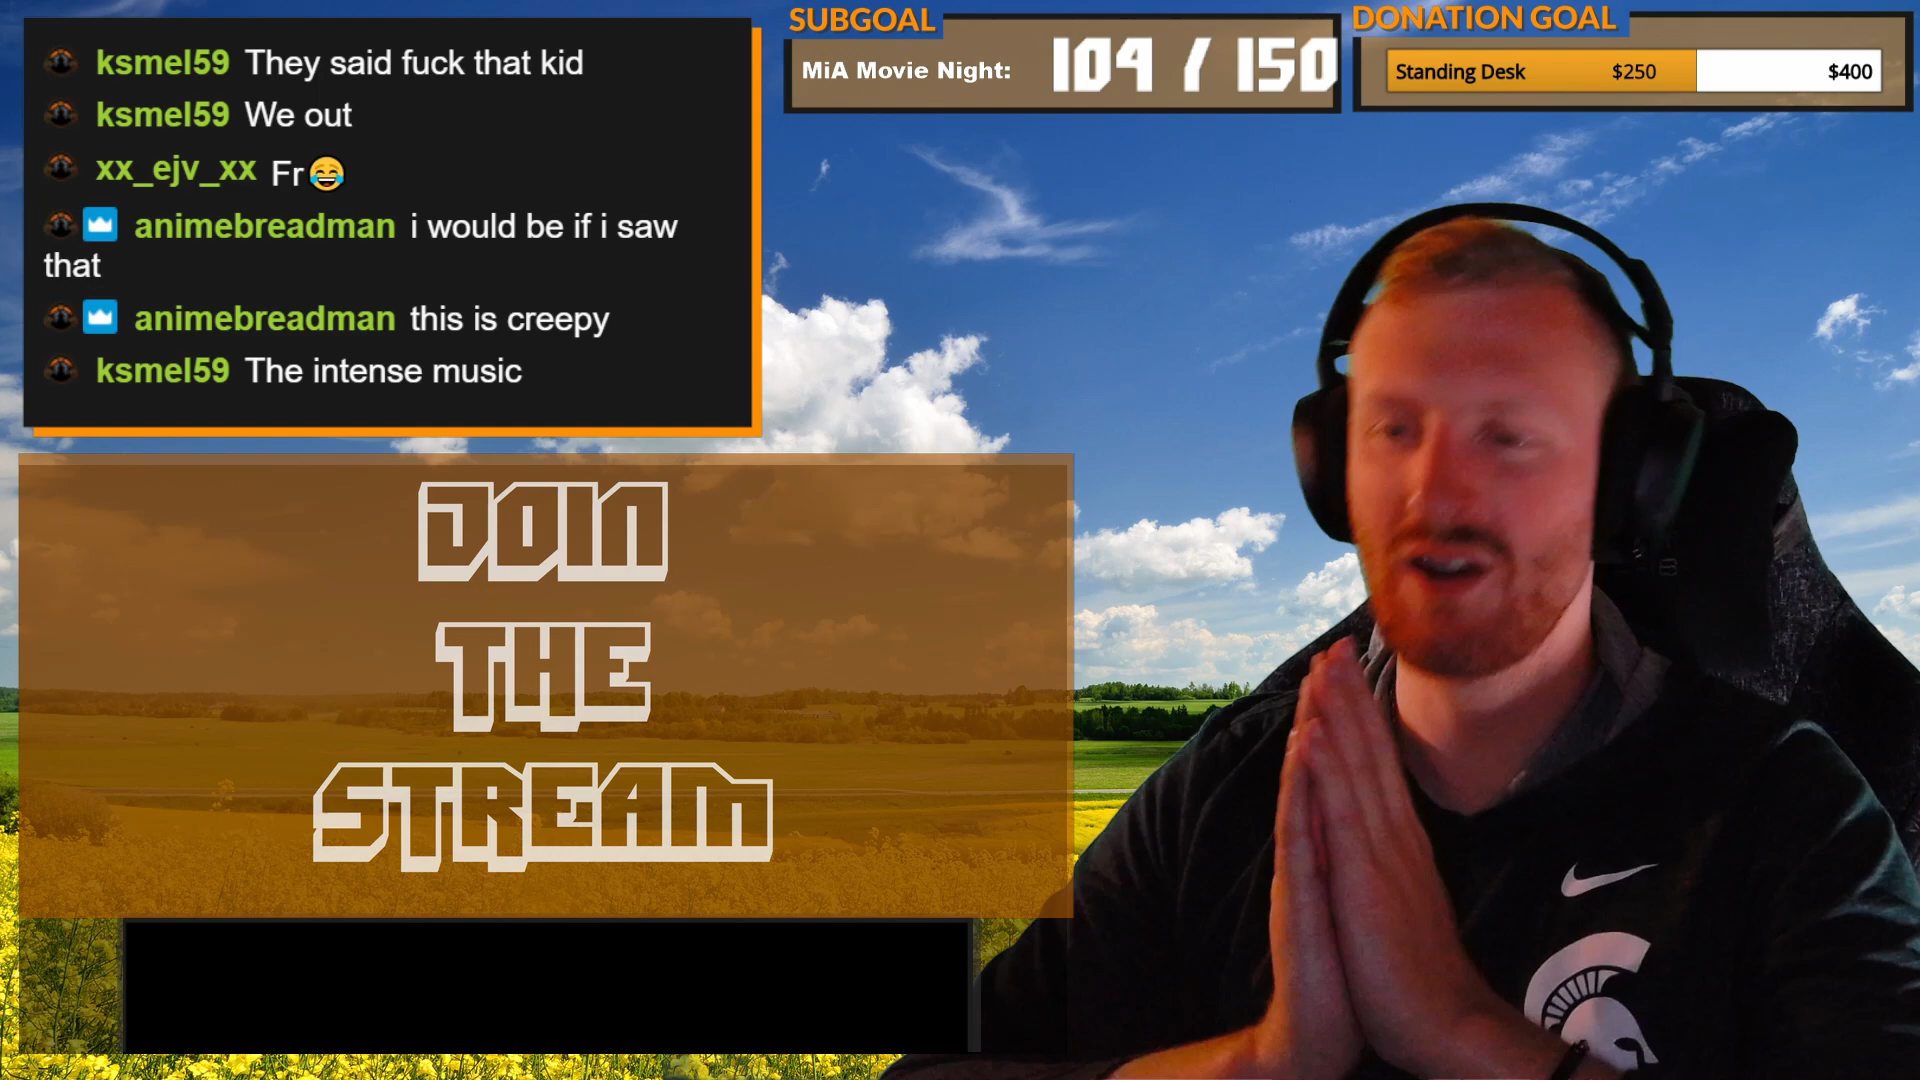 ksmel59 They said fuck that kid
ksmel59 We out
xx_ejv_xx Fr😂
animebreadman i would be if i saw
that
animebreadman this is creepy
ksmel59 The intense music
SUBGOAL
MiA Movie Night: 104 / 150
DONATION GOAL
Standing Desk $250 $400
JOIN
THE
STREAM